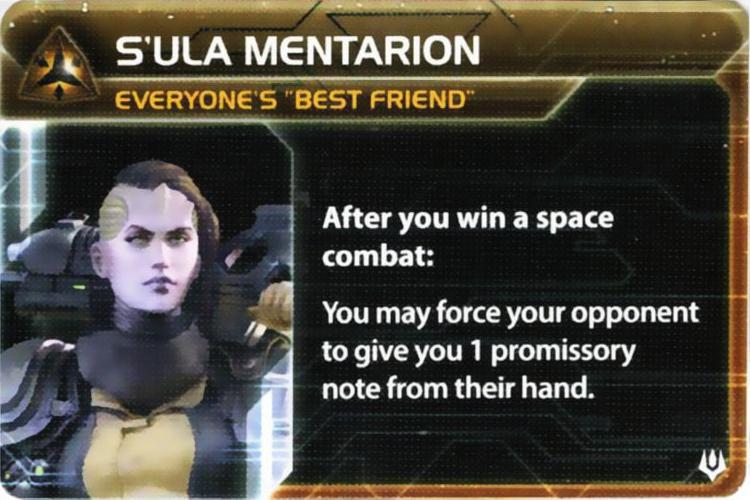 S'ULA MENTARION
EVERYONE'S "BEST FRIEND"
After you win a space
combat:
You may force your opponent
to give you 1 promissory
note from their hand.